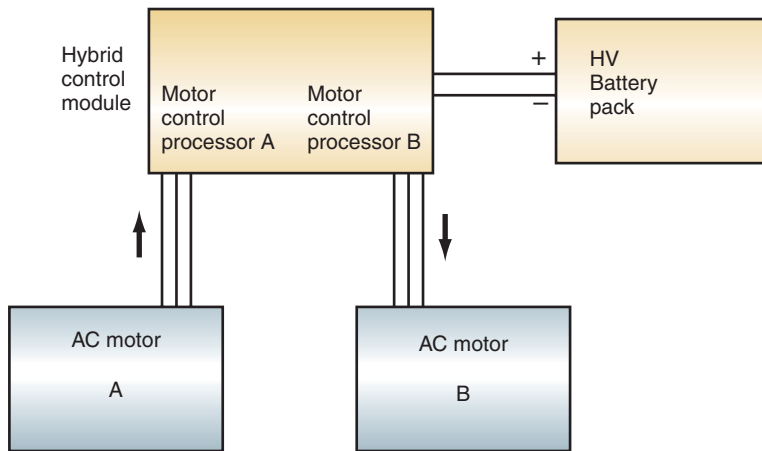 Hybrid
control
module
Motor
control
processor A
Motor
control
processor B
+
−
HV
Battery
pack
AC motor
A
AC motor
B